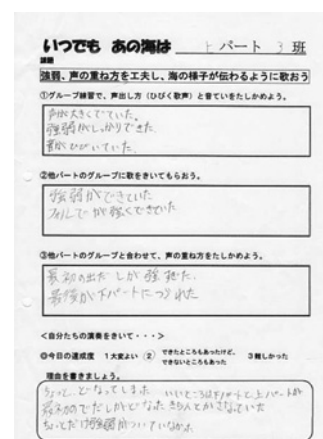 いつでも あの海は 上パート 3班
課題
強弱、声の重ね方を工夫し、海の様子が伝わるように歌おう
①グループ練習で、声出し方（ひびく歌声）と音ていをたしかめよう。
声が大きくでていた。
強弱がしっかりできた。
声がひびいていた。
②他パートのグループに歌をきいてもらおう。
強弱ができていた
フォルテが強くできていた
③他パートのグループと合わせて、声の重ね方をたしかめよう。
最初の出だしが強
最後が下パートにつられた
＜自分たちの演奏をきいて・・・＞
◎今日の達成度 1大変よい ② できたところもあったけど、できないところもあった 3難しかった
理由を書きましょう。
ちょっと、どなってしまった いいところは下パートと上パートが
最初のでだしがどなった きちんとかさなっていた
ちょっとだけ強弱がついていなかった